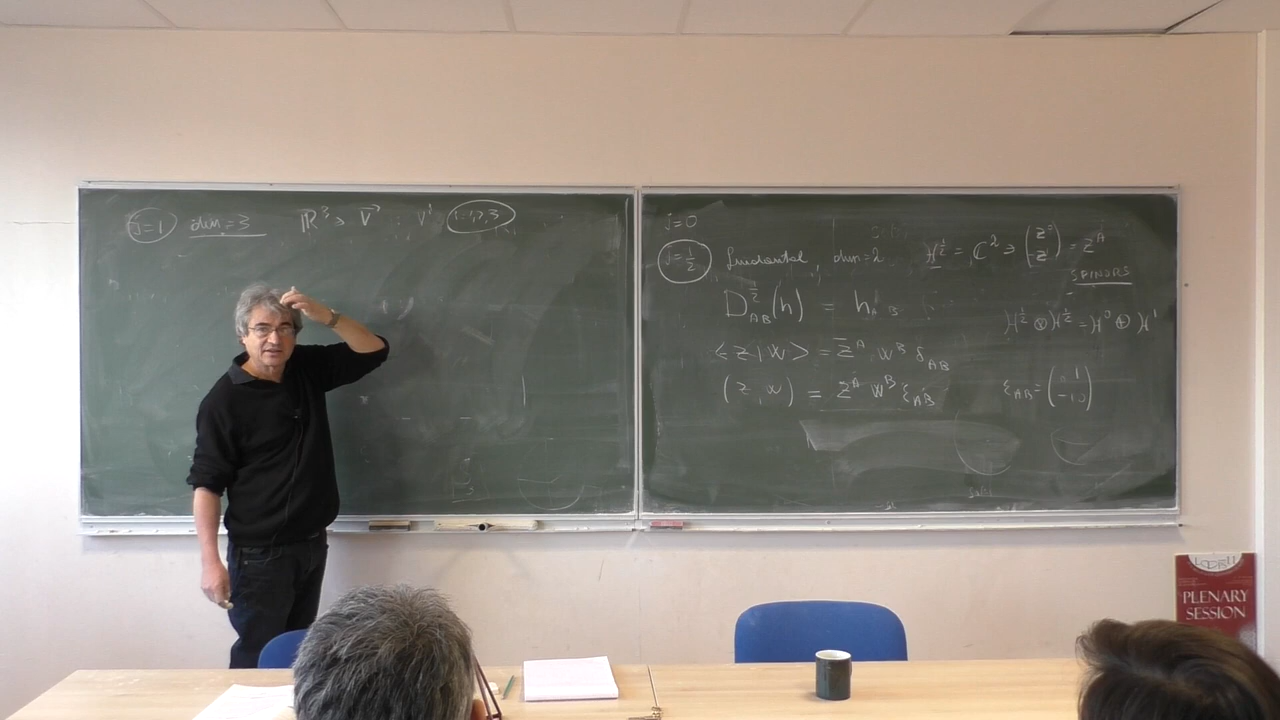 j=1 dim=3 ℝ³ ∋ V⃗ : Vⁱ i=1,2,3
j=0
j=½ fundamental, dim=2 H^½ = ℂ² ∋ (z⁰ z¹) = z^A
SPINORS
D^½_AB(h) = h_AB
H^½ ⊗ H^½ = H⁰ ⊕ H¹
<z|w> = z̄^A w^B δ_AB
(z,w) = z^A w^B ε_AB ε_AB = (0 1 -1 0)
PLENARY
SESSION